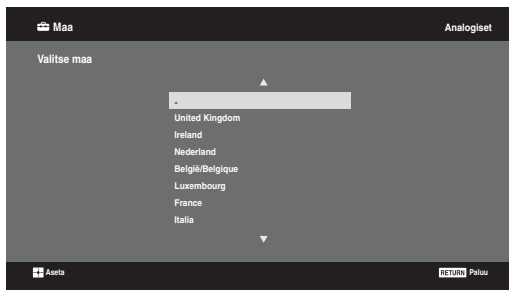 Maa
Analogiset
Valitse maa
-
United Kingdom
Ireland
Nederland
België/Belgique
Luxembourg
France
Italia
Aseta
RETURN Paluu